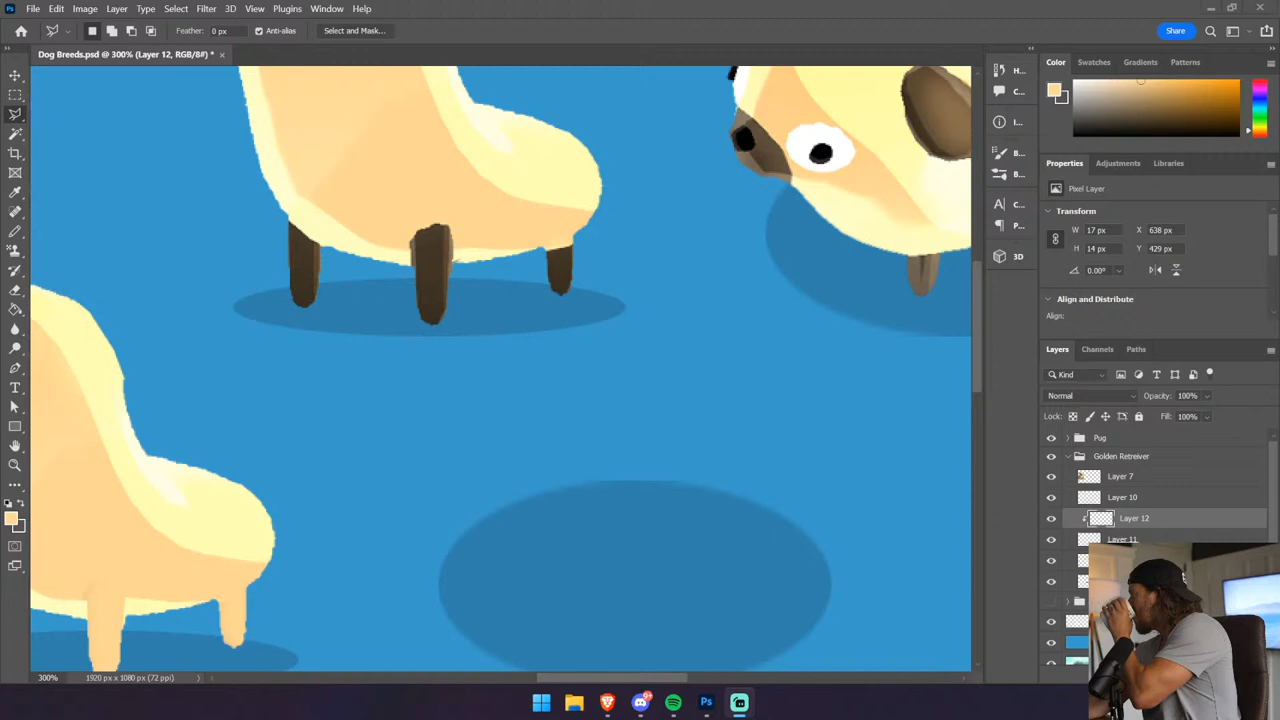 Ps File Edit Image Layer Type Select Filter 3D View Plugins Window Help
Feather: 0 px Anti-alias Select and Mask... Share
Dog Breeds.psd @ 300% (Layer 12, RGB/8#) * ×
Color Swatches Gradients Patterns
H...
C...
I...
B...
B...
C...
P...
3D
Properties Adjustments Libraries
Pixel Layer
Transform
W 17 px X 638 px
H 14 px Y 429 px
0.00°
Align and Distribute
Align:
Layers Channels Paths
Kind
Normal Opacity: 100%
Lock: Fill: 100%
Pug
Golden Retreiver
Layer 7
Layer 10
Layer 12
Layer 11
300% 1920 px x 1080 px (72 ppi)
Ps